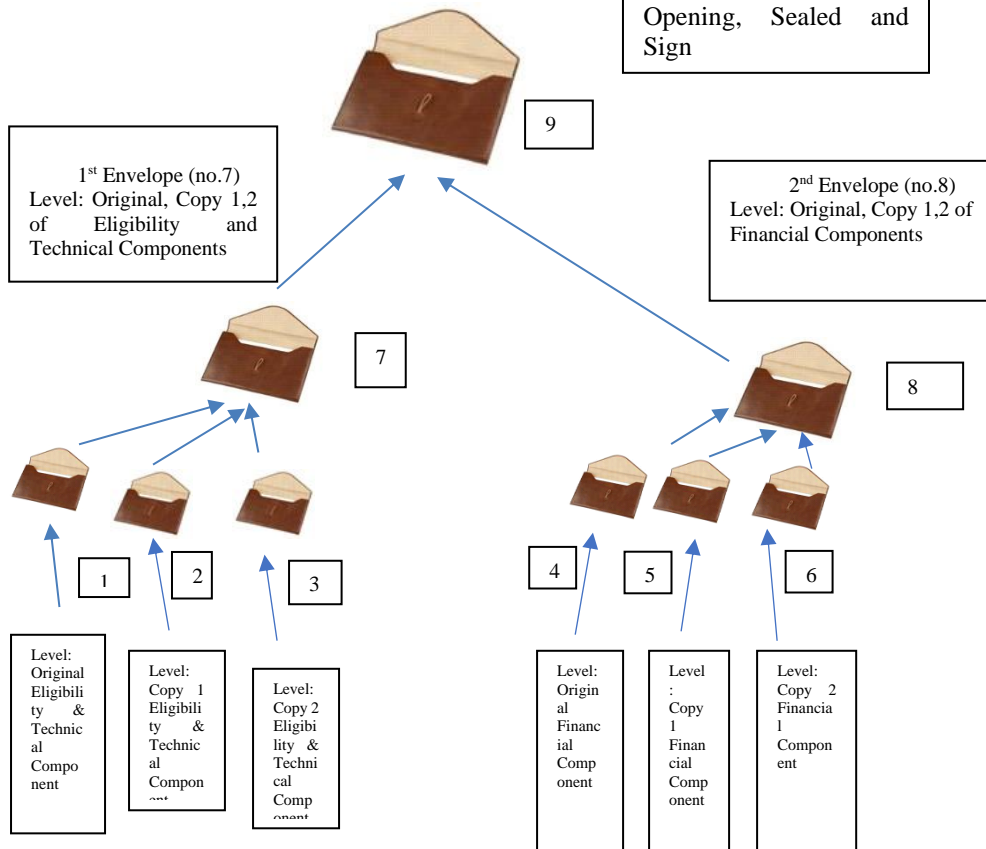 Opening, Sealed and
Sign
9
1st Envelope (no.7)
Level: Original, Copy 1,2
of Eligibility and
Technical Components
2nd Envelope (no.8)
Level: Original, Copy 1,2 of
Financial Components
7
8
1
2
3
4
5
6
Level:
Original
Eligibili
ty &
Technic
al
Compo
nent
Level:
Copy 1
Eligibili
ty &
Technic
al
Compon
ent
Level:
Copy 2
Eligibi
lity &
Techni
cal
Comp
onent
Level:
Origin
al
Financ
ial
Comp
onent
Level
:
Copy
1
Finan
cial
Comp
onent
Level:
Copy 2
Financia
l
Compon
ent